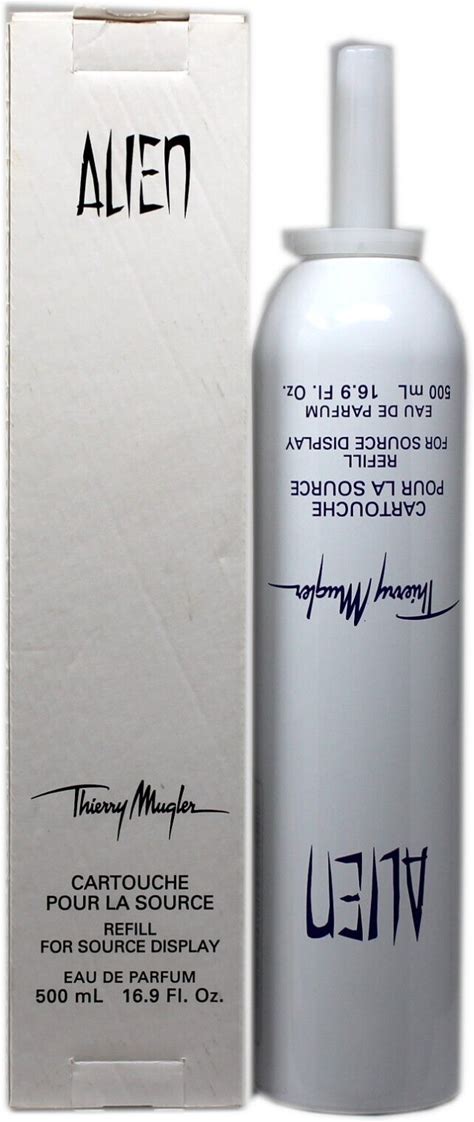 ALIEN
Thierry Mugler
CARTOUCHE
POUR LA SOURCE
REFILL
FOR SOURCE DISPLAY
EAU DE PARFUM
500 mL 16.9 Fl. Oz.
ALIEN
Thierry Mugler
CARTOUCHE
POUR LA SOURCE
REFILL
FOR SOURCE DISPLAY
EAU DE PARFUM
500 mL 16.9 Fl. Oz.